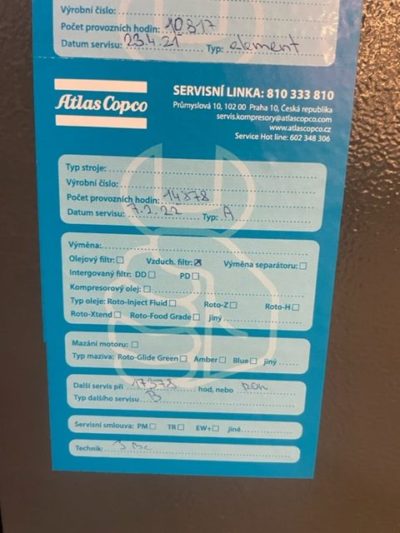 Výrobní číslo:
Počet provozních hodin: 10817
Datum servisu: 23.4.21 Typ: element
Atlas Copco
SERVISNÍ LINKA: 810 333 810
Průmyslová 10, 102 00 Praha 10, Česká republika
servis.kompresory@atlascopco.com
www.atlascopco.cz
Service Hot line: 602 348 306
Typ stroje:
Výrobní číslo:
Počet provozních hodin: 14878
Datum servisu: 7.2.22 Typ: A
Výměna:
Olejový filtr: Vzduch. filtr: Výměna separátoru:
Intergovaný filtr: DD PD
Kompresorový olej:
Typ oleje: Roto-inject Fluid Roto-Z Roto-H
Roto-Xtend Roto-Food Grade Jiný
Mazání motoru:
Typ maziva: Roto-Glide Green Amber Blue jiný
Další servis při 17378 hod, nebo
Typ dalšího servisu B
Servisní smlouva: PM TR EW+ jiné
Technik: